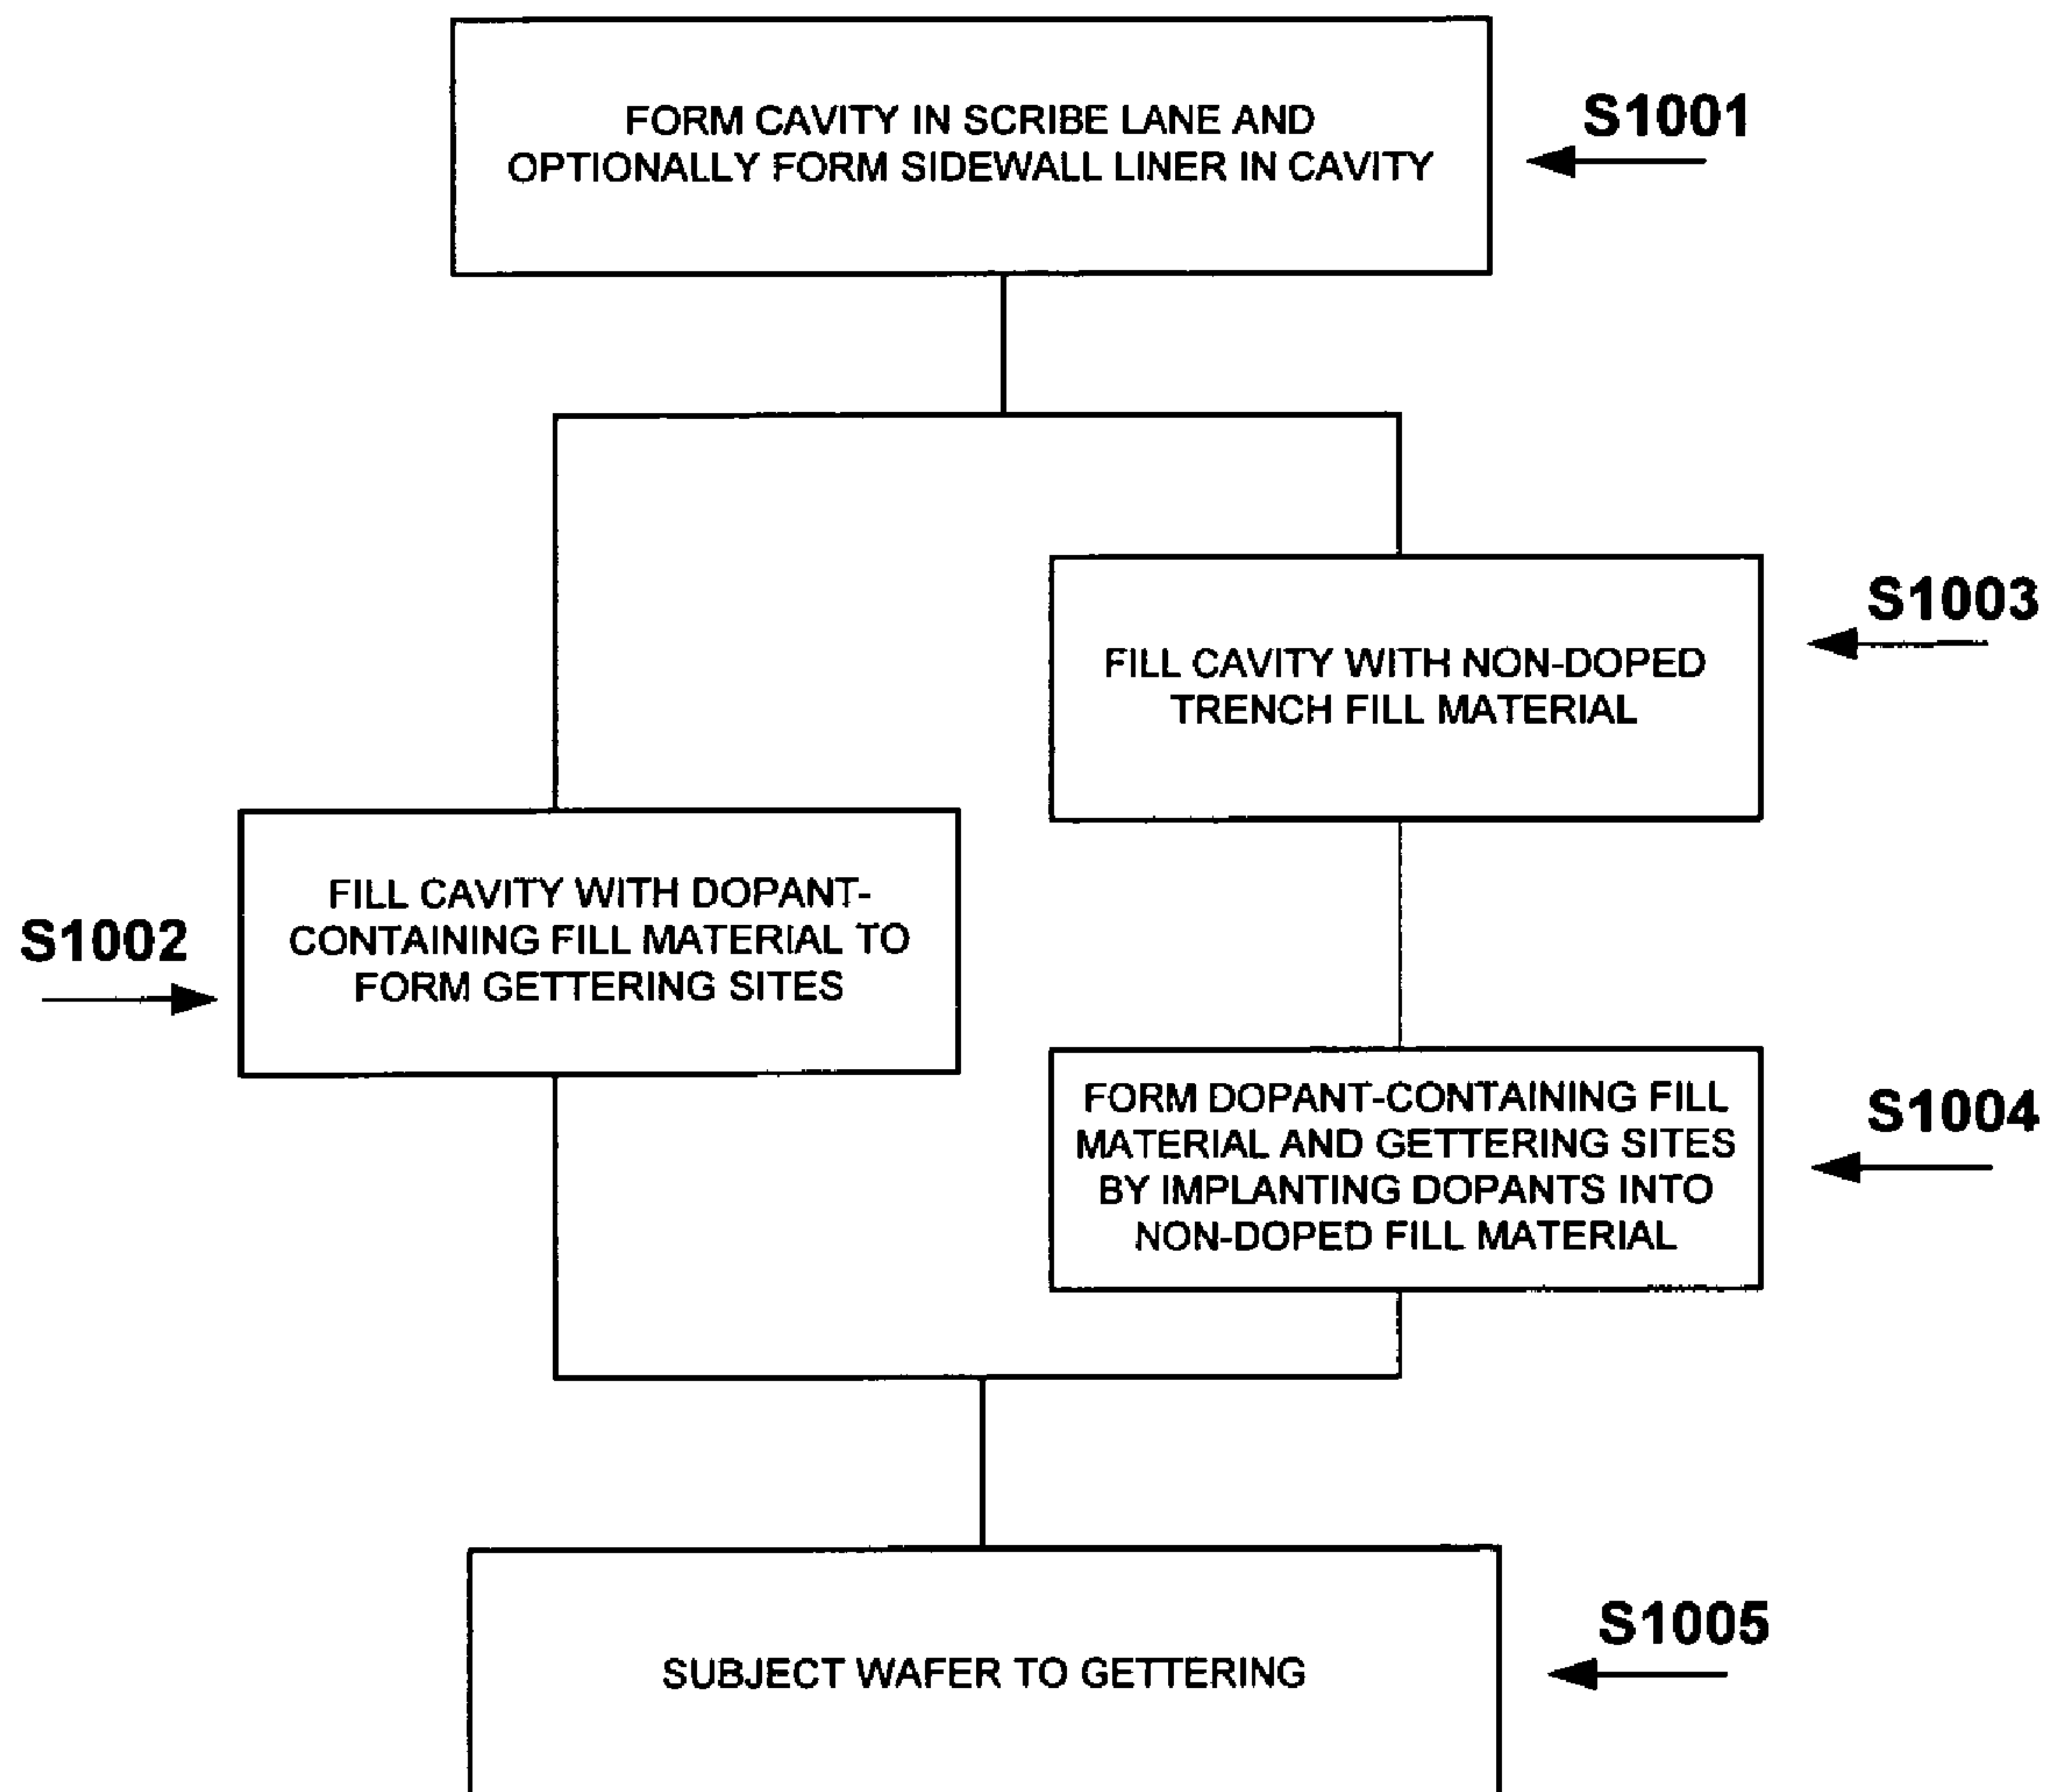 FORM CAVITY IN SCRIBE LANE AND
OPTIONALLY FORM SIDEWALL LINER IN CAVITY
S1001
S1003
FILL CAVITY WITH NON-DOPED
TRENCH FILL MATERIAL
S1002
FILL CAVITY WITH DOPANT-
CONTAINING FILL MATERIAL TO
FORM GETTERING SITES
FORM DOPANT-CONTAINING FILL
MATERIAL AND GETTERING SITES
BY IMPLANTING DOPANTS INTO
NON-DOPED FILL MATERIAL
S1004
S1005
SUBJECT WAFER TO GETTERING